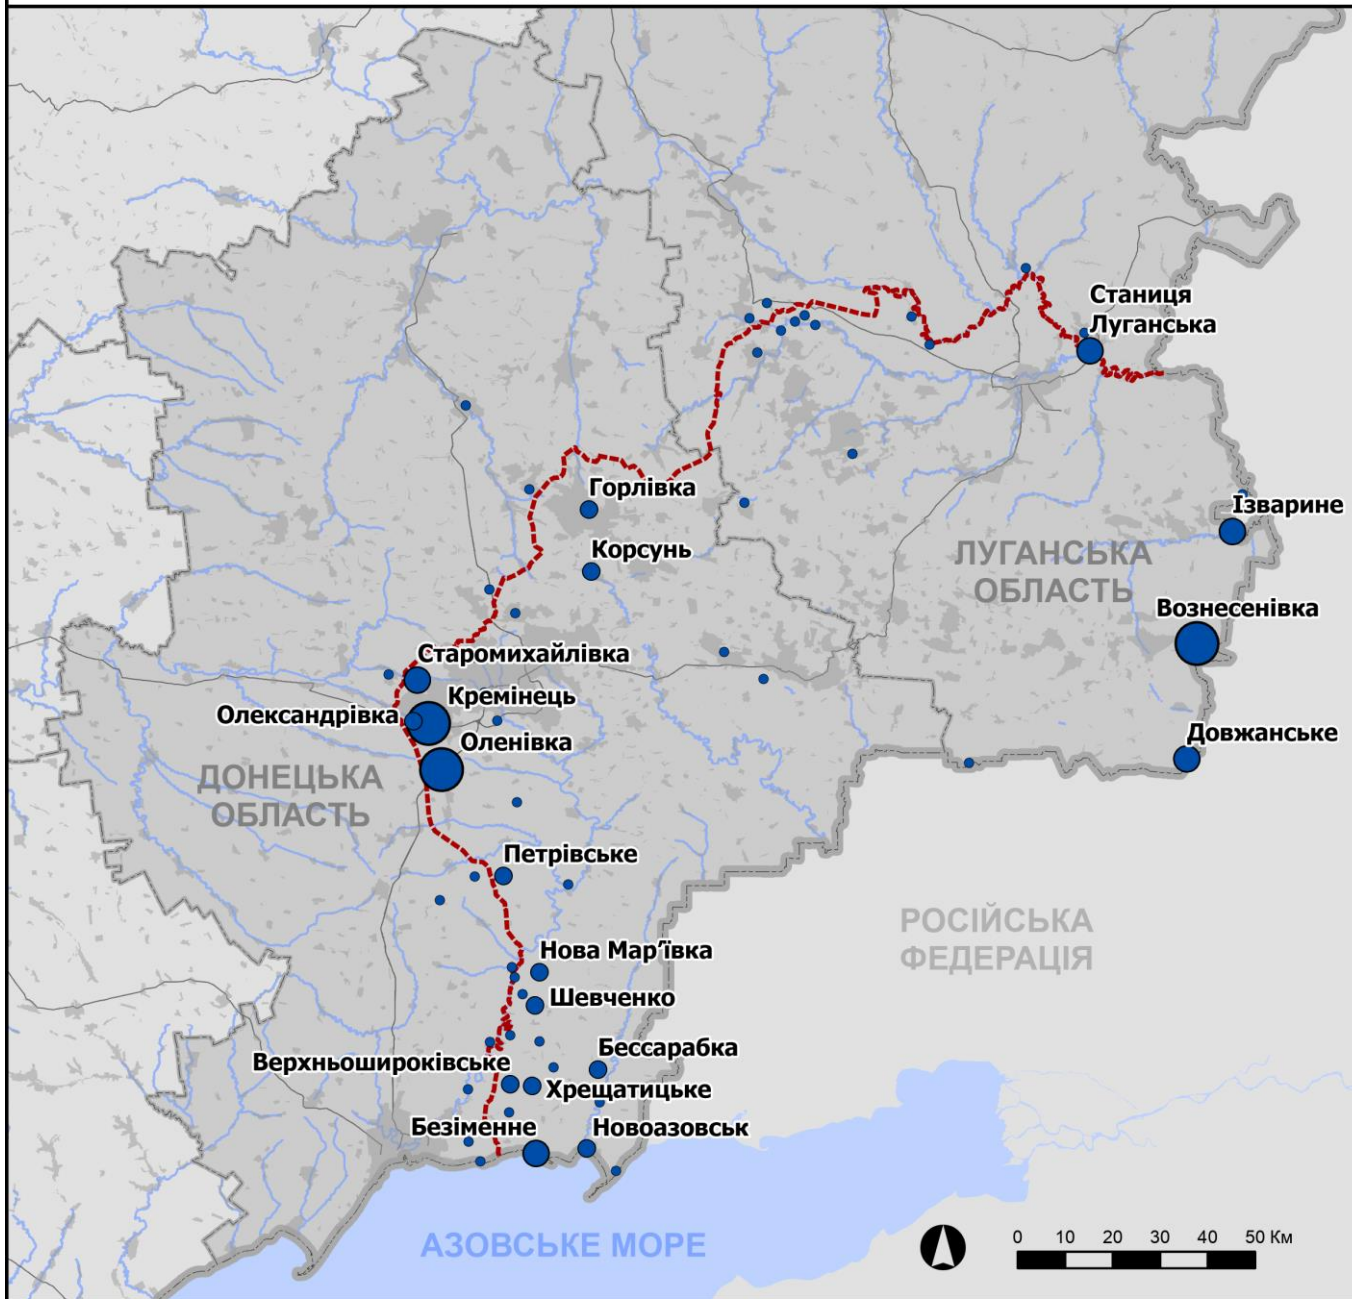 Станиця
Луганська
Горлівка
Ізварине
Корсунь
ЛУГАНСЬКА
ОБЛАСТЬ
Вознесенівка
Старомихайлівка
Кремінець
Олександрівка
Оленівка
Довжанське
ДОНЕЦЬКА
ОБЛАСТЬ
Петрівське
РОСІЙСЬКА
ФЕДЕРАЦІЯ
Нова Мар’ївка
Шевченко
Бессарабка
Верхньошироківське
Хрещатицьке
Безіменне
Новоазовськ
АЗОВСЬКЕ МОРЕ
0 10 20 30 40 50 Км